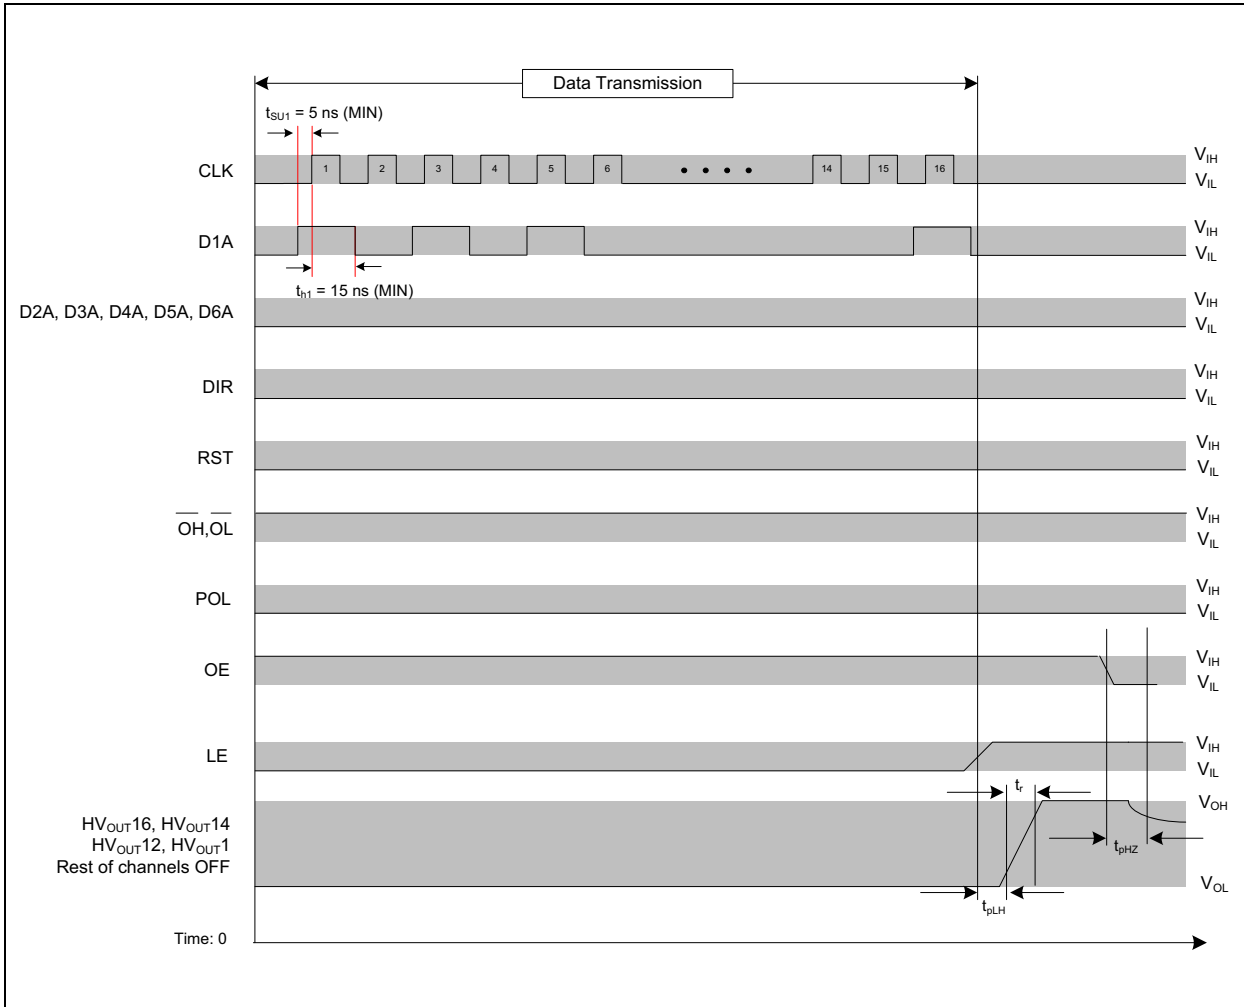 Data Transmission
tSU1 = 5 ns (MIN)
CLK
1 2 3 4 5 6 • • • • 14 15 16
VIH
VIL
D1A
VIH
VIL
th1 = 15 ns (MIN)
D2A, D3A, D4A, D5A, D6A
VIH
VIL
DIR
VIH
VIL
RST
VIH
VIL
OH,OL
VIH
VIL
POL
VIH
VIL
OE
VIH
VIL
LE
VIH
VIL
tr
VOH
HVOUT16, HVOUT14
HVOUT12, HVOUT1
Rest of channels OFF
tpHZ
VOL
tpLH
Time: 0